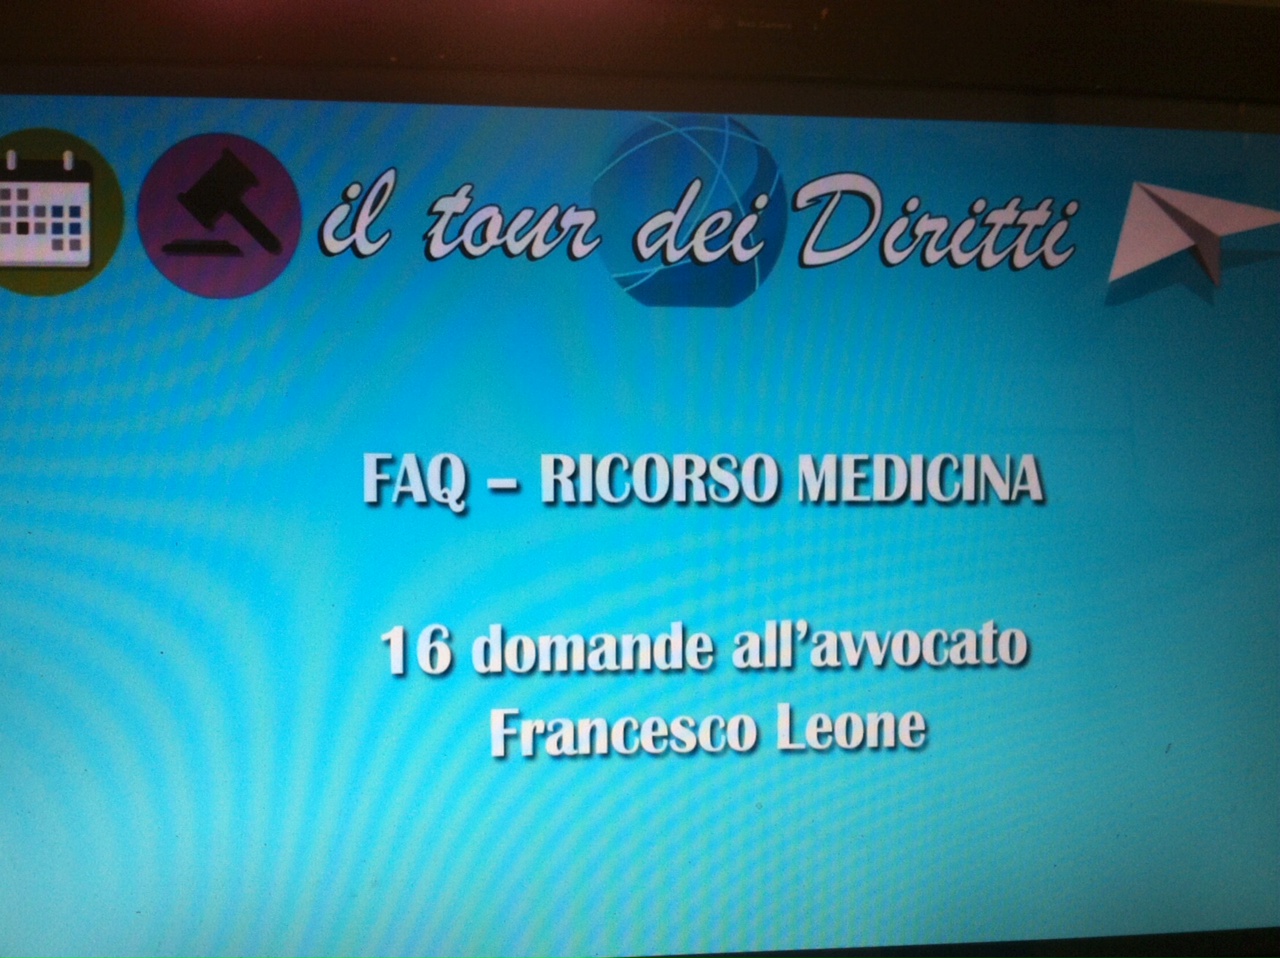 il tour dei Diritti
FAQ – RICORSO MEDICINA
16 domande all'avvocato
Francesco Leone